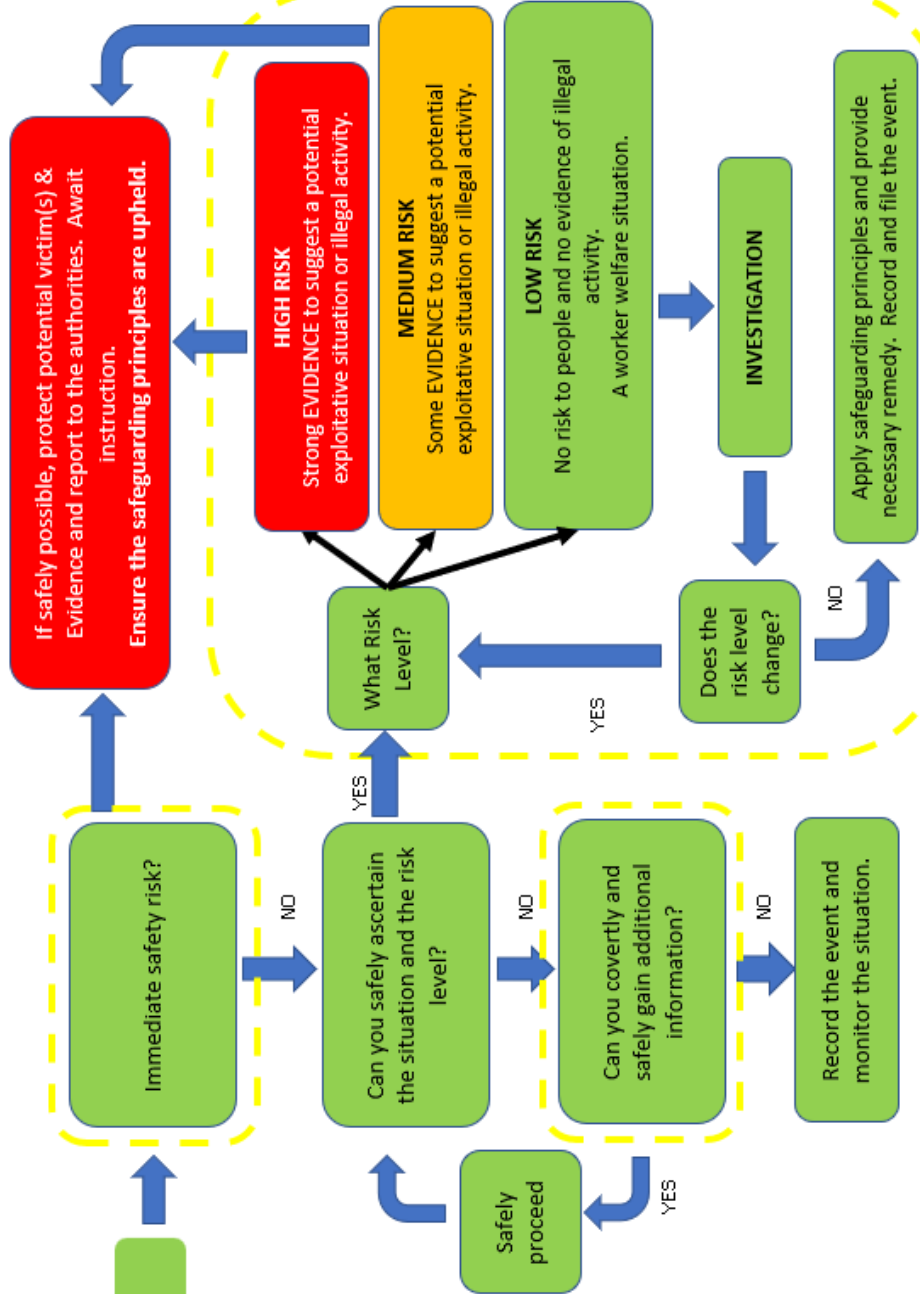 Immediate safety risk?
NO
Can you safely ascertain
the situation and the risk
level?
YES
NO
Can you covertly and
safely gain additional
information?
YES
Safely
proceed
NO
Record the event and
monitor the situation.
If safely possible, protect potential victim(s) &
Evidence and report to the authorities. Await
instruction.
Ensure the safeguarding principles are upheld.
What Risk
Level?
HIGH RISK
Strong EVIDENCE to suggest a potential
exploitative situation or illegal activity.
MEDIUM RISK
Some EVIDENCE to suggest a potential
exploitative situation or illegal activity.
LOW RISK
No risk to people and no evidence of illegal
activity.
A worker welfare situation.
INVESTIGATION
Does the
risk level
change?
YES
NO
Apply safeguarding principles and provide
necessary remedy. Record and file the event.